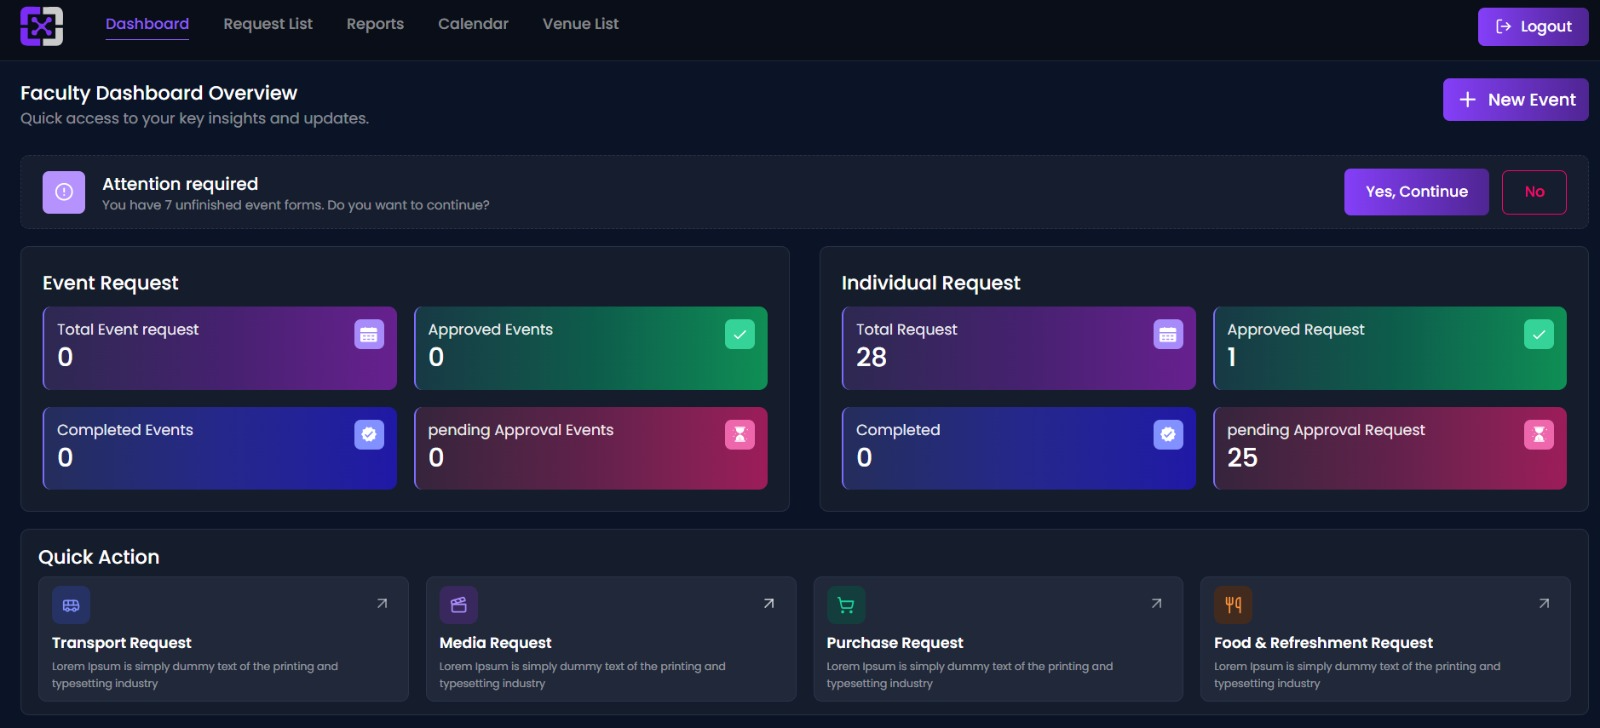 Dashboard Request List Reports Calendar Venue List Logout
Faculty Dashboard Overview
Quick access to your key insights and updates.
New Event
Attention required
You have 7 unfinished event forms. Do you want to continue?
Yes, Continue No
Event Request
Total Event request
0
Approved Events
0
Completed Events
0
pending Approval Events
0
Individual Request
Total Request
28
Approved Request
1
Completed
0
pending Approval Request
25
Quick Action
Transport Request
Lorem Ipsum is simply dummy text of the printing and
typesetting industry
Media Request
Lorem Ipsum is simply dummy text of the printing and
typesetting industry
Purchase Request
Lorem Ipsum is simply dummy text of the printing and
typesetting industry
Food & Refreshment Request
Lorem Ipsum is simply dummy text of the printing and
typesetting industry